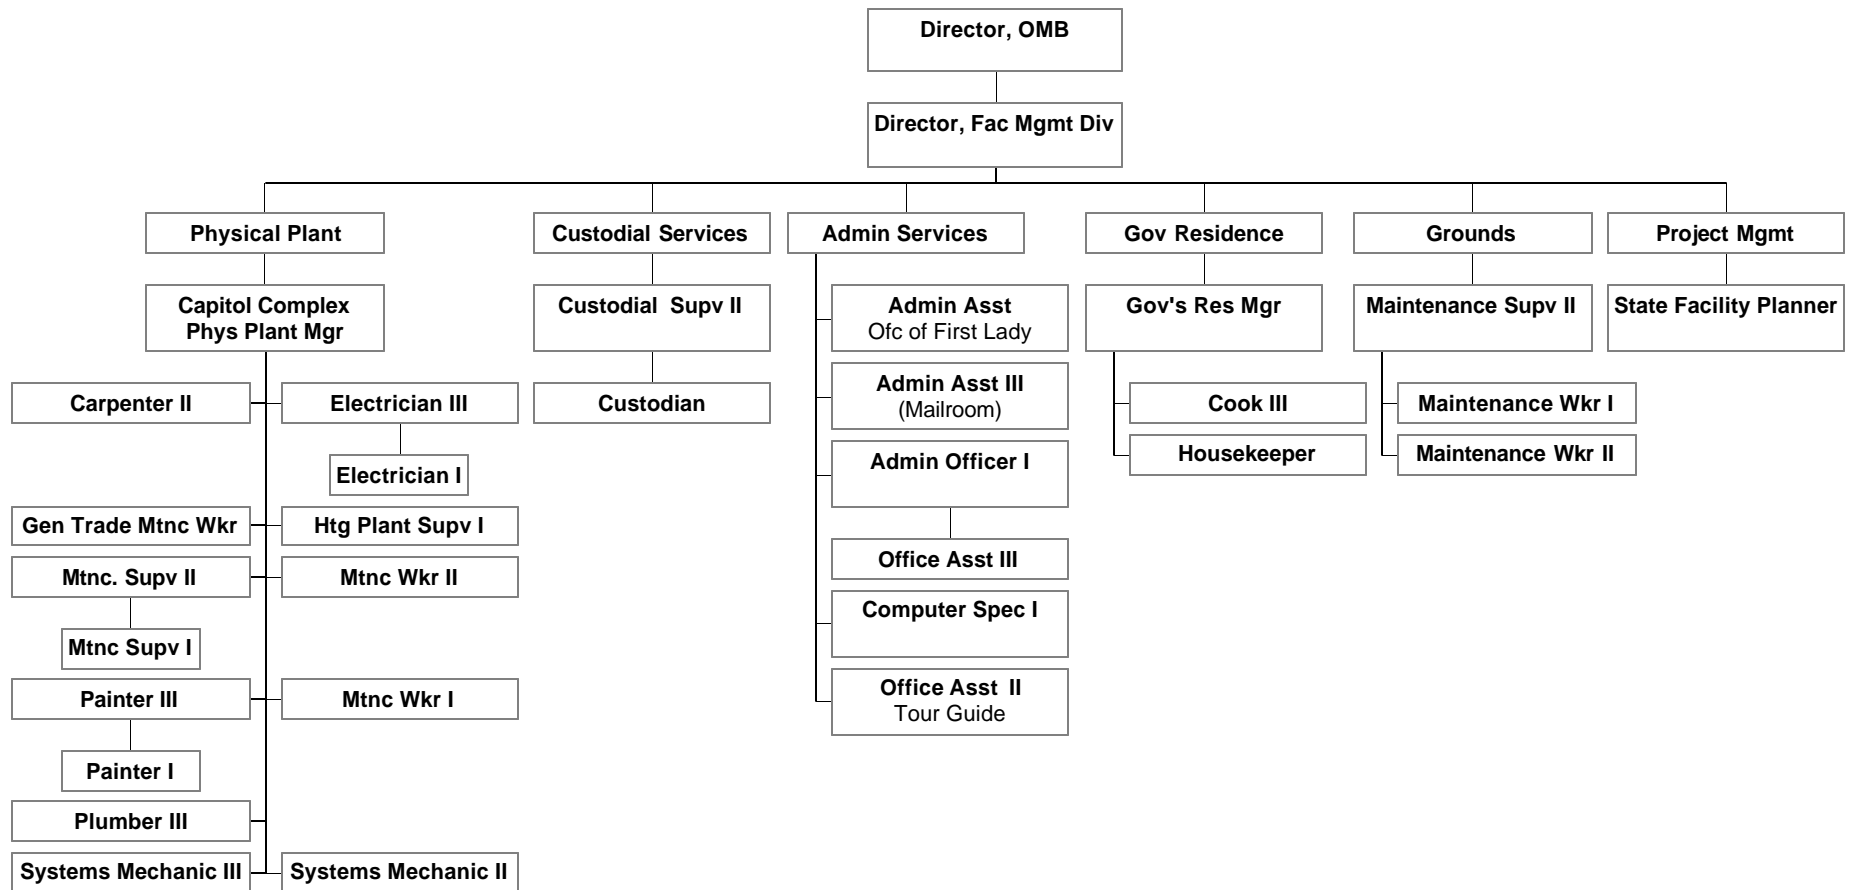 Director, OMB
Director, Fac Mgmt Div
Physical Plant
Custodial Services
Admin Services
Gov Residence
Grounds
Project Mgmt
Capitol Complex
Phys Plant Mgr
Custodial Supv II
Admin Asst
Ofc of First Lady
Gov's Res Mgr
Maintenance Supv II
State Facility Planner
Carpenter II
Electrician III
Custodian
Admin Asst III
(Mailroom)
Cook III
Maintenance Wkr I
Electrician I
Admin Officer I
Housekeeper
Maintenance Wkr II
Gen Trade Mtnc Wkr
Htg Plant Supv I
Office Asst III
Mtnc. Supv II
Mtnc Wkr II
Computer Spec I
Mtnc Supv I
Painter III
Mtnc Wkr I
Office Asst II
Tour Guide
Painter I
Plumber III
Systems Mechanic III
Systems Mechanic II